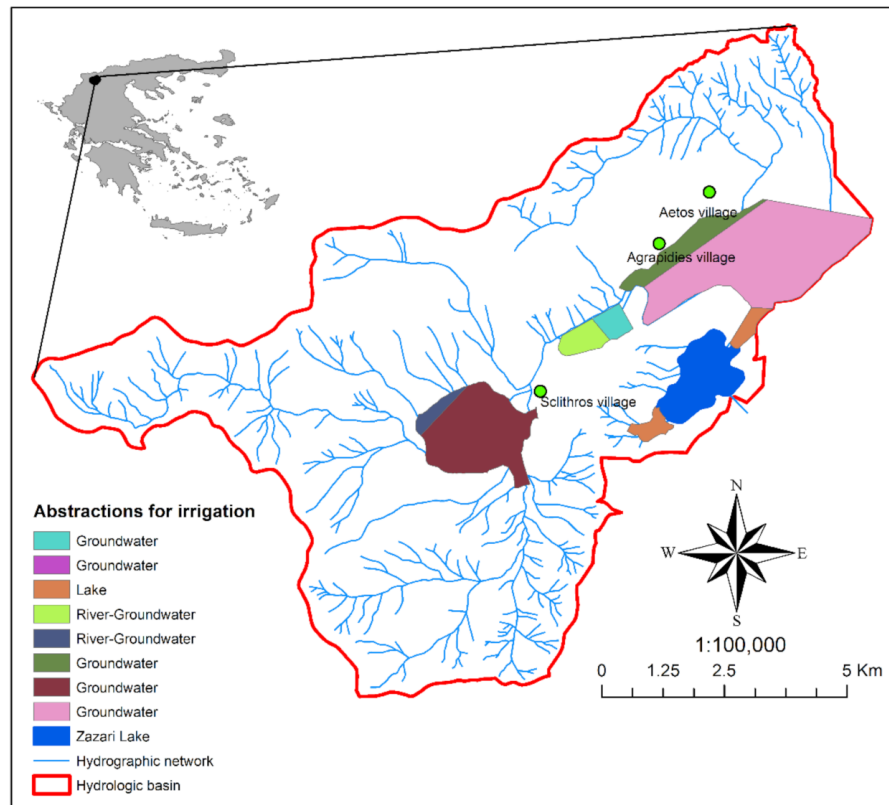 Aetos village
Agrapidies village
Sclithros village
Abstractions for irrigation
Groundwater
Groundwater
Lake
River-Groundwater
River-Groundwater
Groundwater
Groundwater
Groundwater
Zazari Lake
Hydrographic network
Hydrologic basin
N
W E
S
1:100,000
0 1.25 2.5 5 Km